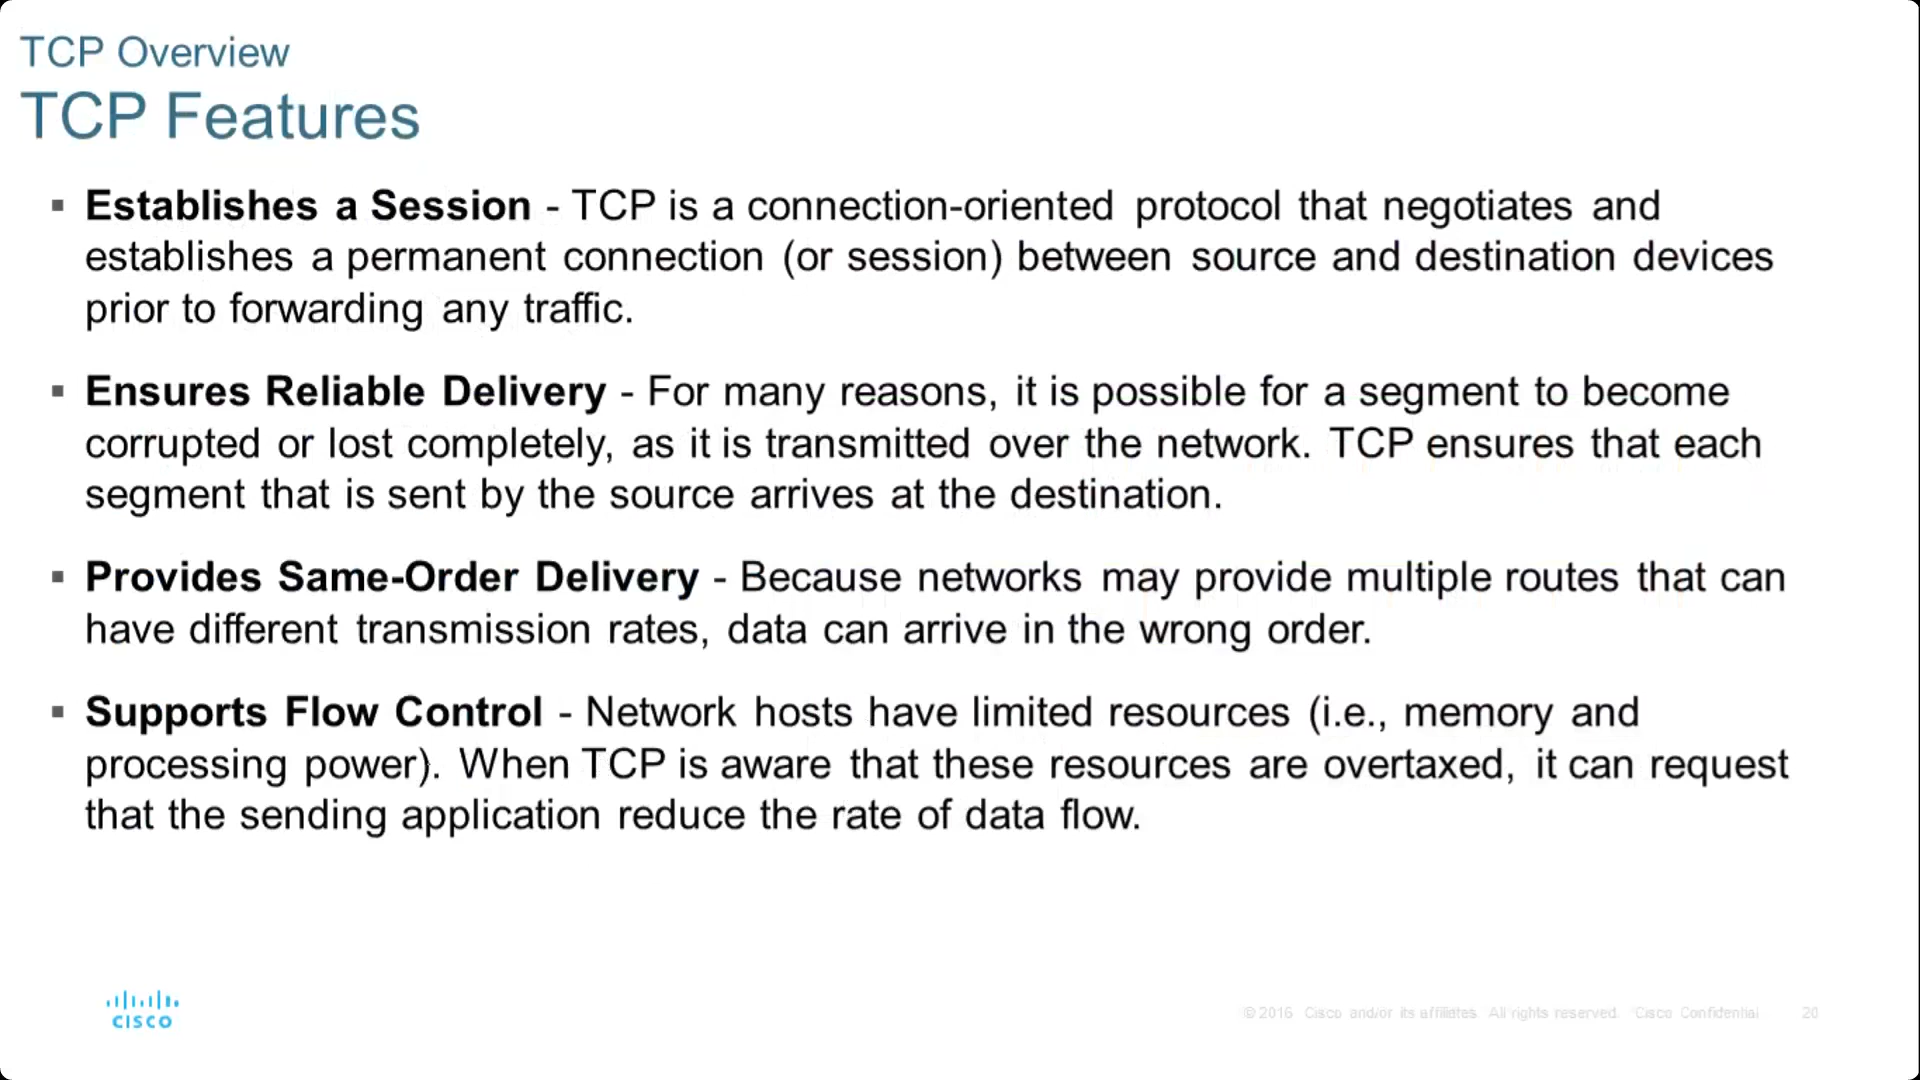 TCP Overview
TCP Features
▪ Establishes a Session - TCP is a connection-oriented protocol that negotiates and
establishes a permanent connection (or session) between source and destination devices
prior to forwarding any traffic.
▪ Ensures Reliable Delivery - For many reasons, it is possible for a segment to become
corrupted or lost completely, as it is transmitted over the network. TCP ensures that each
segment that is sent by the source arrives at the destination.
▪ Provides Same-Order Delivery - Because networks may provide multiple routes that can
have different transmission rates, data can arrive in the wrong order.
▪ Supports Flow Control - Network hosts have limited resources (i.e., memory and
processing power). When TCP is aware that these resources are overtaxed, it can request
that the sending application reduce the rate of data flow.
CISCO
© 2016 Cisco and/or its affiliates. All rights reserved. Cisco Confidential 20